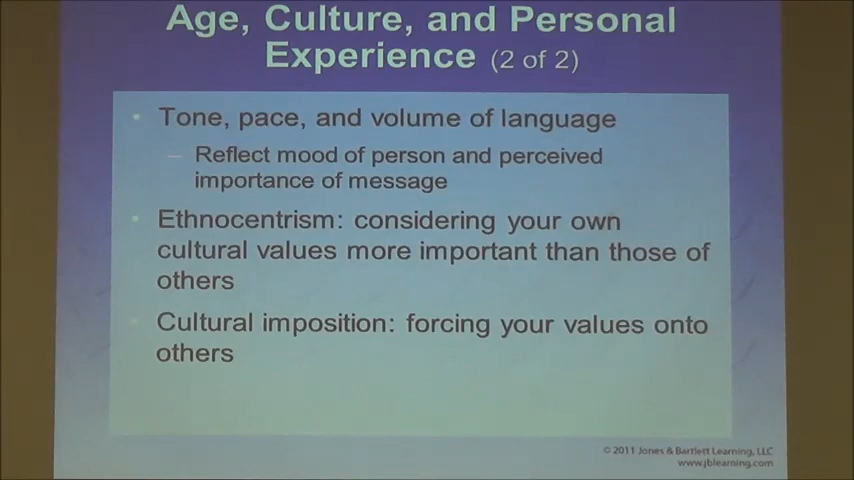 Age, Culture, and Personal
Experience (2 of 2)
• Tone, pace, and volume of language
– Reflect mood of person and perceived
importance of message
• Ethnocentrism: considering your own
cultural values more important than those of
others
• Cultural imposition: forcing your values onto
others
© 2011 Jones & Bartlett Learning, LLC
www.jblearning.com